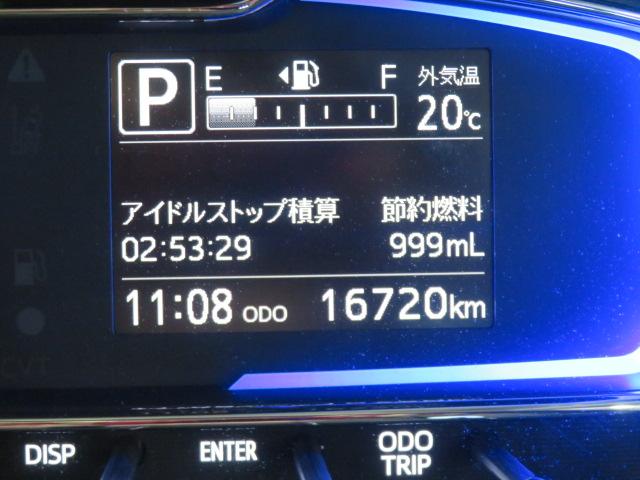 P E F 外気温
20℃
アイドルストップ積算 節約燃料
02:53:29 999mL
11:08 ODO 16720km
CVT
DISP ENTER ODO TRIP